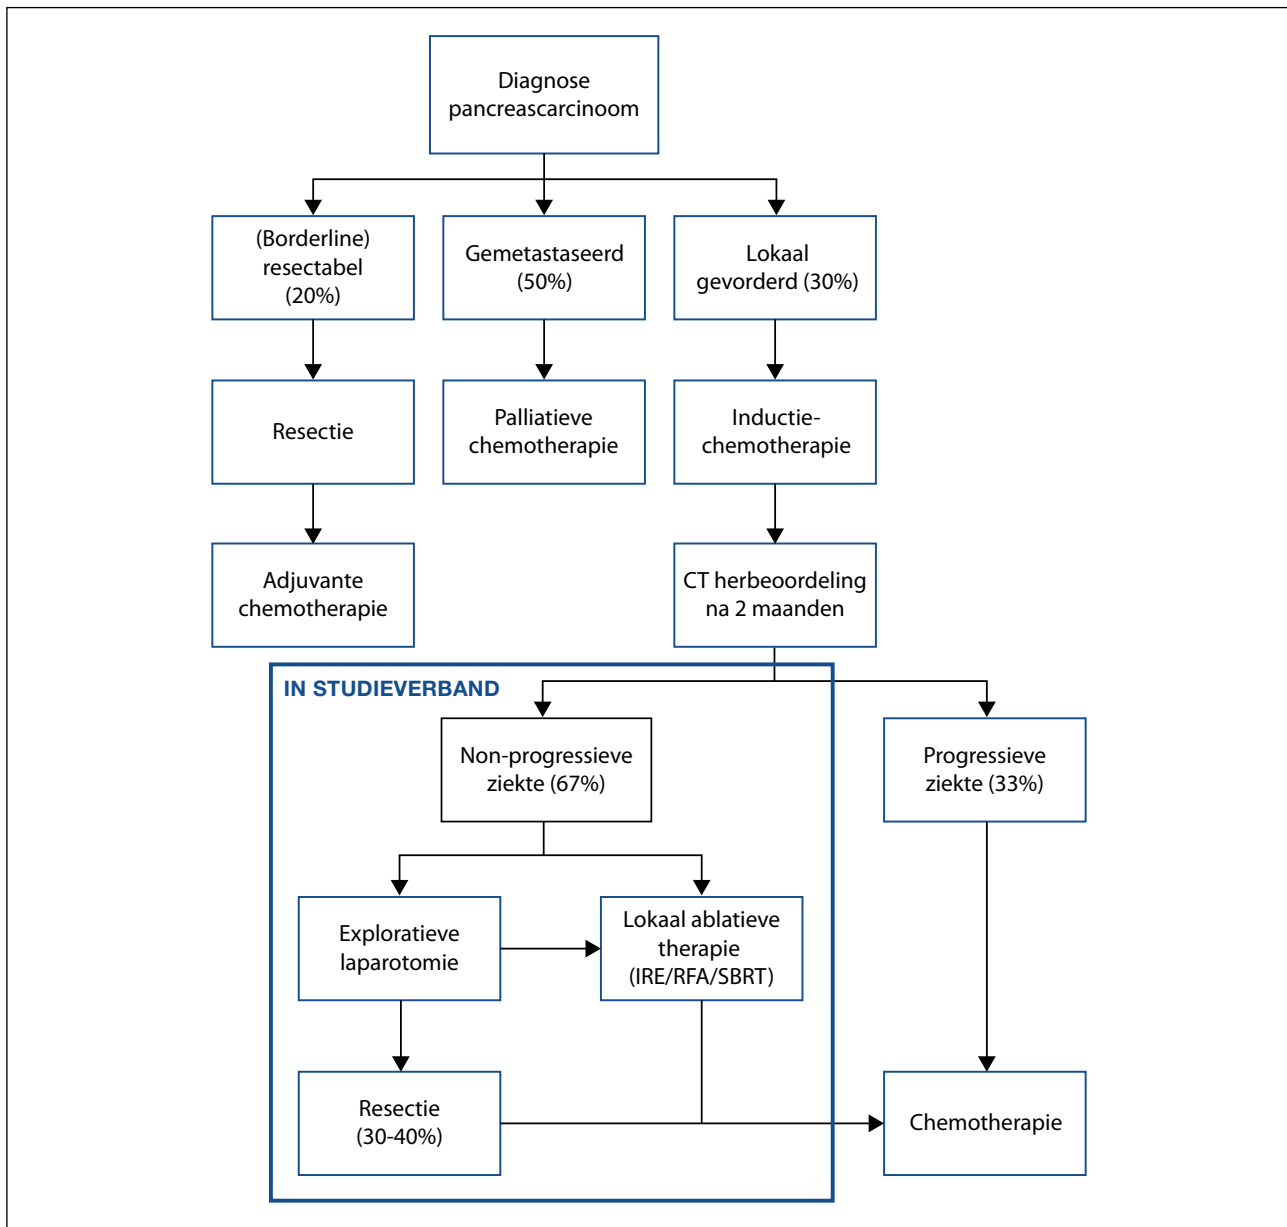 Diagnose
pancreascarcinoom
(Borderline)
resectabel
(20%)
Gemetastaseerd
(50%)
Lokaal
gevorderd (30%)
Resectie
Palliatieve
chemotherapie
Inductie-
chemotherapie
Adjuvante
chemotherapie
CT herbeoordeling
na 2 maanden
IN STUDIEVERBAND
Non-progressieve
ziekte (67%)
Progressieve
ziekte (33%)
Exploratieve
laparotomie
Lokaal ablatieve
therapie
(IRE/RFA/SBRT)
Resectie
(30-40%)
Chemotherapie